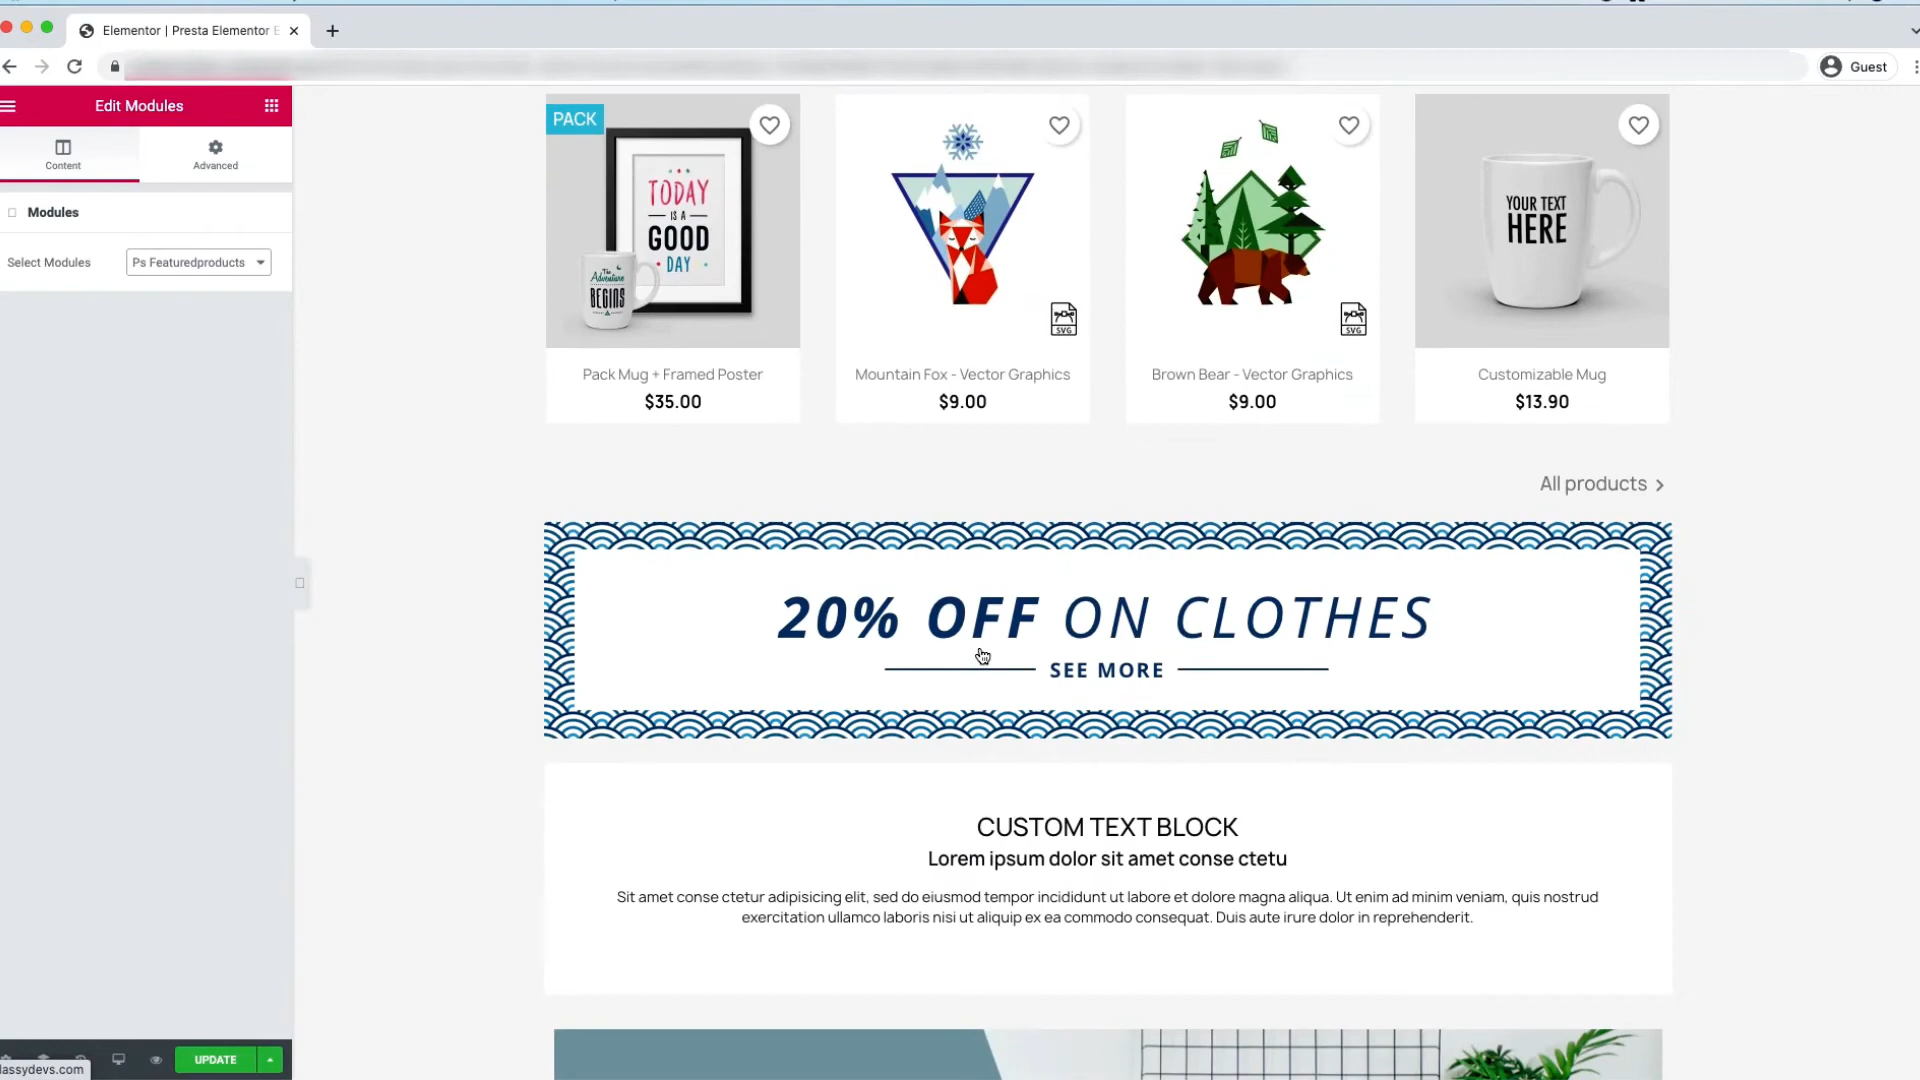 Elementor | Presta Elementor E
Guest
Edit Modules
Content
Advanced
Modules
Select Modules
Ps Featuredproducts
PACK
TODAY
IS A
GOOD
DAY
The
Adventure
BEGINS
SVG
SVG
YOUR TEXT
HERE
Pack Mug + Framed Poster
Mountain Fox - Vector Graphics
Brown Bear - Vector Graphics
Customizable Mug
$35.00
$9.00
$9.00
$13.90
All products
20% OFF ON CLOTHES
SEE MORE
CUSTOM TEXT BLOCK
Lorem ipsum dolor sit amet conse ctetu
Sit amet conse ctetur adipisicing elit, sed do eiusmod tempor incididunt ut labore et dolore magna aliqua. Ut enim ad minim veniam, quis nostrud
exercitation ullamco laboris nisi ut aliquip ex ea commodo consequat. Duis aute irure dolor in reprehenderit.
UPDATE
lassydevs.com